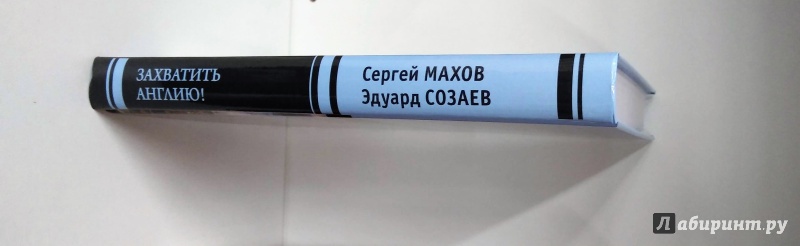 ЗАХВАТИТЬ
АНГЛИЮ!
Сергей МАХОВ
Эдуард СОЗАЕВ
Лабиринт.ру